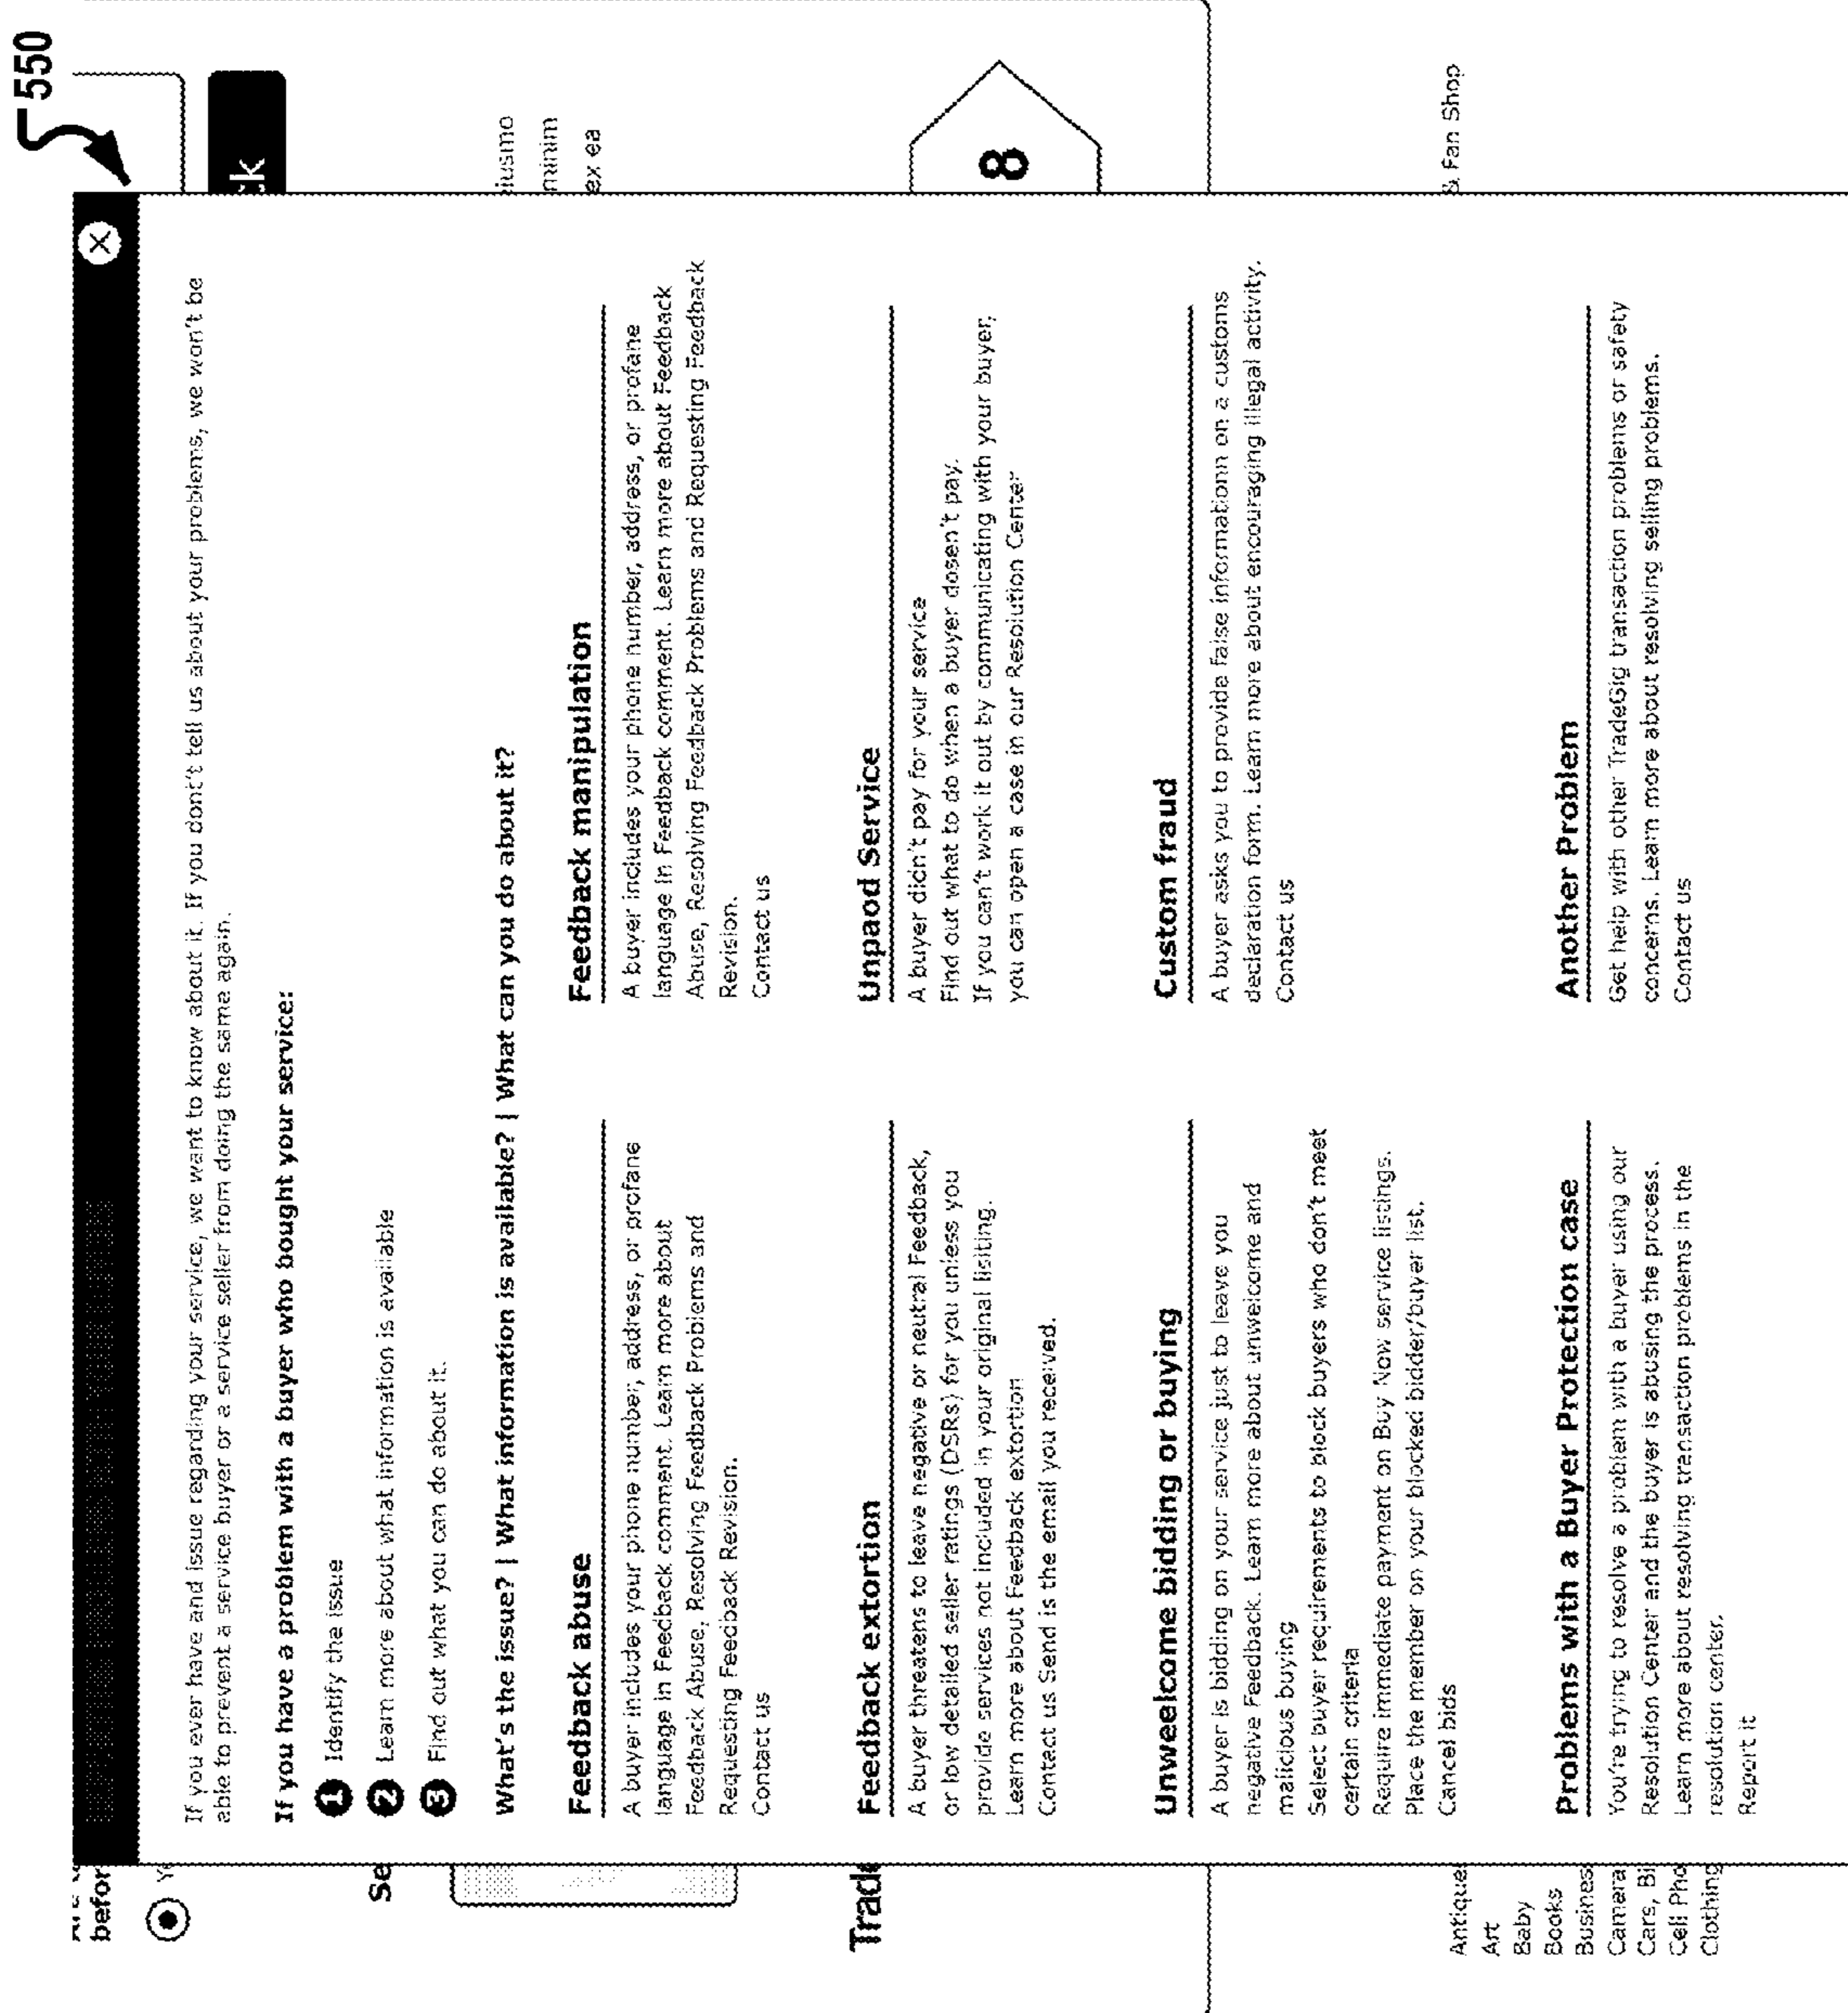 550
befor
Se
Trade
ck
iusmo
minim
ex ea
8
If you ever have and issue regarding your service, we want to know about it. If you don't tell us about your problems, we won't be
able to prevent a service buyer or a service seller from doing the same again.
If you have a problem with a buyer who bought your service:
1 Identify the issue
2 Learn more about what information is available
3 Find out what you can do about it.
What's the issue? | What information is available? | What can you do about it?
Feedback abuse
A buyer includes your phone number, address, or profane
language in Feedback comment. Learn more about
Feedback Abuse, Resolving Feedback Problems and
Requesting Feedback Revision.
Contact us
Feedback manipulation
A buyer includes your phone number, address, or profane
language in Feedback comment. Learn more about Feedback
Abuse, Resolving Feedback Problems and Requesting Feedback
Revision.
Contact us
Feedback extortion
A buyer threstens to leave negative or neutral Feedback,
or low detailed seller ratings (DSRs) for you unless you
provide services not included in your original listing.
Learn more about Feedback extortion
Contact us Send is the email you received.
Unpaod Service
A buyer didn't pay for your service
Find out what to do when a buyer dosen't pay.
If you can't work it out by communicating with your buyer,
you can open a case in our Resolution Center
Unweelcome bidding or buying
A buyer is bidding on your service just to leave you
negative Feedback. Learn more about unwelcome and
malicious buying
Select buyer requirements to block buyers who don't meet
certain criteria
Require immediate payment on Buy Now service listings.
Place the member on your blocked bidder/buyer list.
Cancel bids
Custom fraud
A buyer asks you to provide false informationn on a customs
declaration form. Learn more about encouraging illegal activity.
Contact us
Problems with a Buyer Protection case
You're trying to resolve a problem with a buyer using our
Resolution Center and the buyer is abusing the process.
Learn more about resolving transaction problems in the
resolution center.
Report it
Another Problem
Get help with other TradeGig transaction problems or safety
concerns. Learn more about resolving selling problems.
Contact us
Antique
Art
Baby
Books
Busines
Camera
Cars, Bi
Cell Pho
Clothing
& Fan Shop